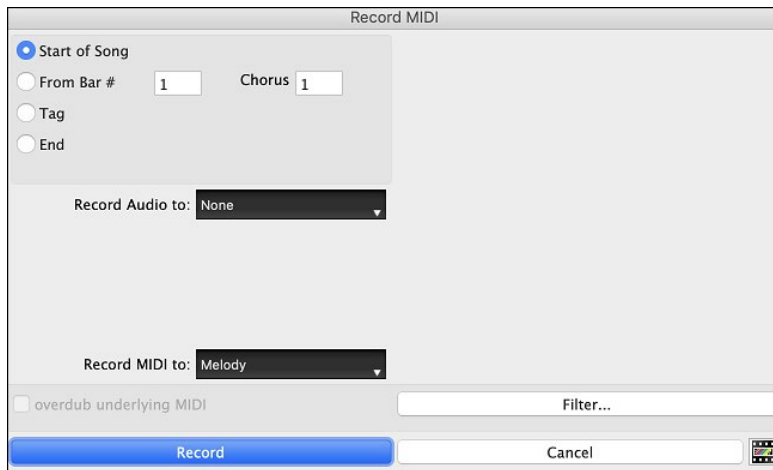 Record MIDI
Start of Song
From Bar # 1 Chorus 1
Tag
End
Record Audio to: None
Record MIDI to: Melody
overdub underlying MIDI
Filter...
Record Cancel